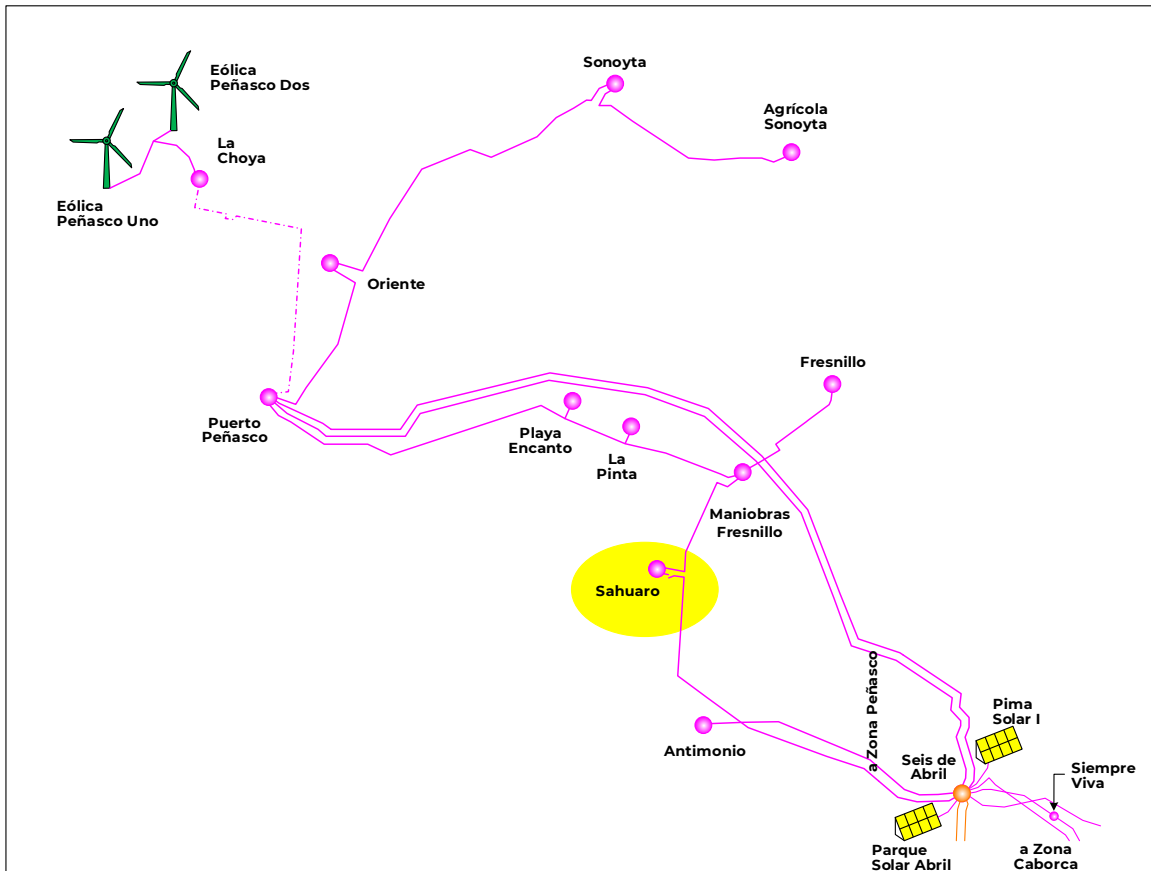 Eólica
Peñasco Dos
Sonoyta
Agrícola
Sonoyta
La
Choya
Eólica
Peñasco Uno
Oriente
Fresnillo
Puerto
Peñasco
Playa
Encanto
La
Pinta
Maniobras
Fresnillo
Sahuaro
a Zona Peñasco
Antimonio
Pima
Solar I
Seis de
Abril
Siempre
Viva
Parque
Solar Abril
a Zona
Caborca